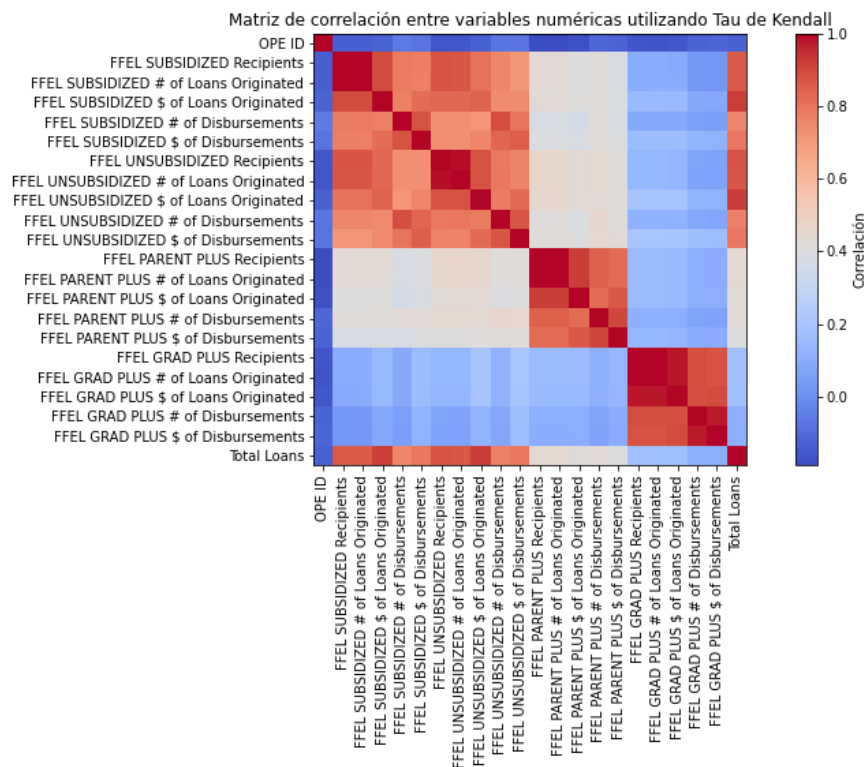 Matriz de correlación entre variables numéricas utilizando Tau de Kendall
OPE ID
FFEL SUBSIDIZED Recipients
FFEL SUBSIDIZED # of Loans Originated
FFEL SUBSIDIZED $ of Loans Originated
FFEL SUBSIDIZED # of Disbursements
FFEL SUBSIDIZED $ of Disbursements
FFEL UNSUBSIDIZED Recipients
FFEL UNSUBSIDIZED # of Loans Originated
FFEL UNSUBSIDIZED $ of Loans Originated
FFEL UNSUBSIDIZED # of Disbursements
FFEL UNSUBSIDIZED $ of Disbursements
FFEL PARENT PLUS Recipients
FFEL PARENT PLUS # of Loans Originated
FFEL PARENT PLUS $ of Loans Originated
FFEL PARENT PLUS # of Disbursements
FFEL PARENT PLUS $ of Disbursements
FFEL GRAD PLUS Recipients
FFEL GRAD PLUS # of Loans Originated
FFEL GRAD PLUS $ of Loans Originated
FFEL GRAD PLUS # of Disbursements
FFEL GRAD PLUS $ of Disbursements
Total Loans
OPE ID
FFEL SUBSIDIZED Recipients
FFEL SUBSIDIZED # of Loans Originated
FFEL SUBSIDIZED $ of Loans Originated
FFEL SUBSIDIZED # of Disbursements
FFEL SUBSIDIZED $ of Disbursements
FFEL UNSUBSIDIZED Recipients
FFEL UNSUBSIDIZED # of Loans Originated
FFEL UNSUBSIDIZED $ of Loans Originated
FFEL UNSUBSIDIZED # of Disbursements
FFEL UNSUBSIDIZED $ of Disbursements
FFEL PARENT PLUS Recipients
FFEL PARENT PLUS # of Loans Originated
FFEL PARENT PLUS $ of Loans Originated
FFEL PARENT PLUS # of Disbursements
FFEL PARENT PLUS $ of Disbursements
FFEL GRAD PLUS Recipients
FFEL GRAD PLUS # of Loans Originated
FFEL GRAD PLUS $ of Loans Originated
FFEL GRAD PLUS # of Disbursements
FFEL GRAD PLUS $ of Disbursements
Total Loans
1.0
0.8
0.6
0.4
0.2
0.0
Correlación